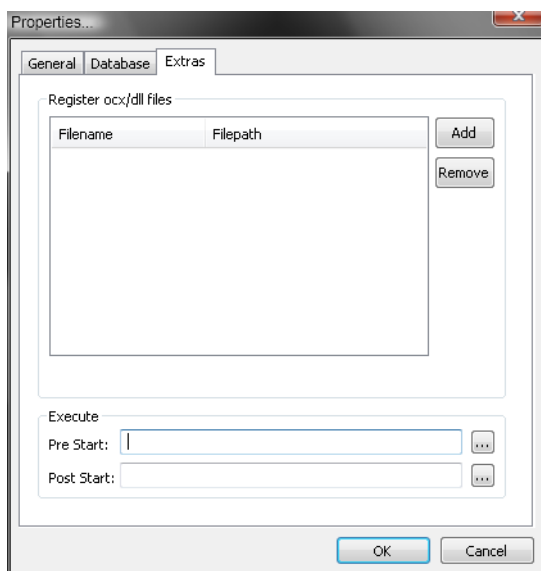 Properties...
General Database Extras
Register ocx/dll files
Filename Filepath
Add
Remove
Execute
Pre Start:
...
Post Start:
...
OK Cancel